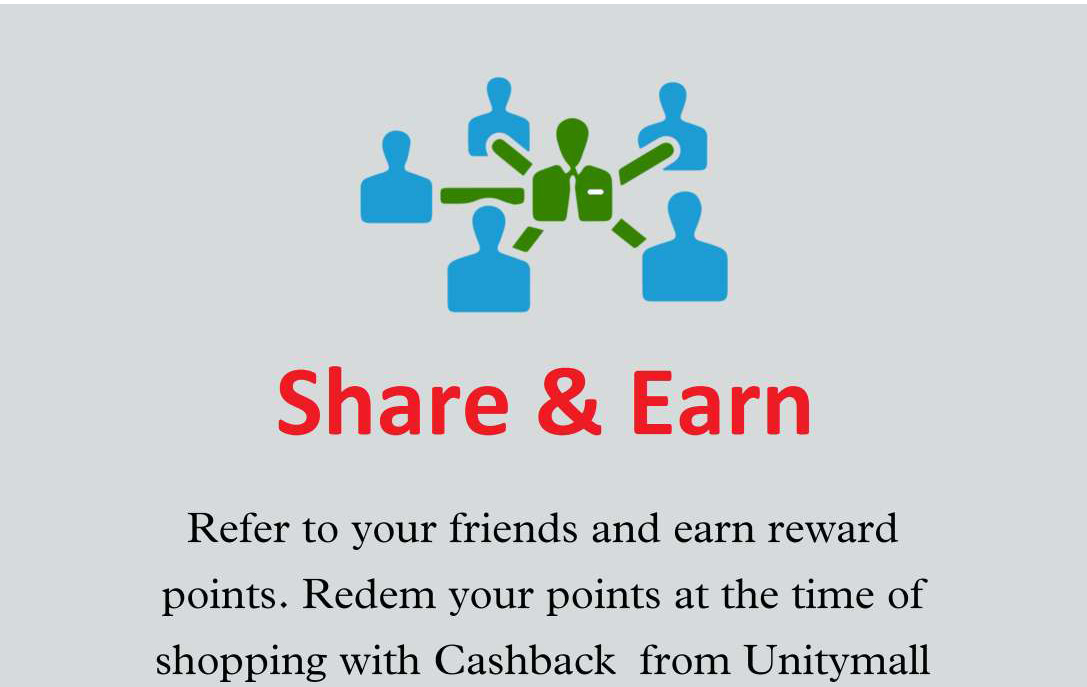 Share & Earn
Refer to your friends and earn reward
points. Redem your points at the time of
shopping with Cashback  from Unitymall